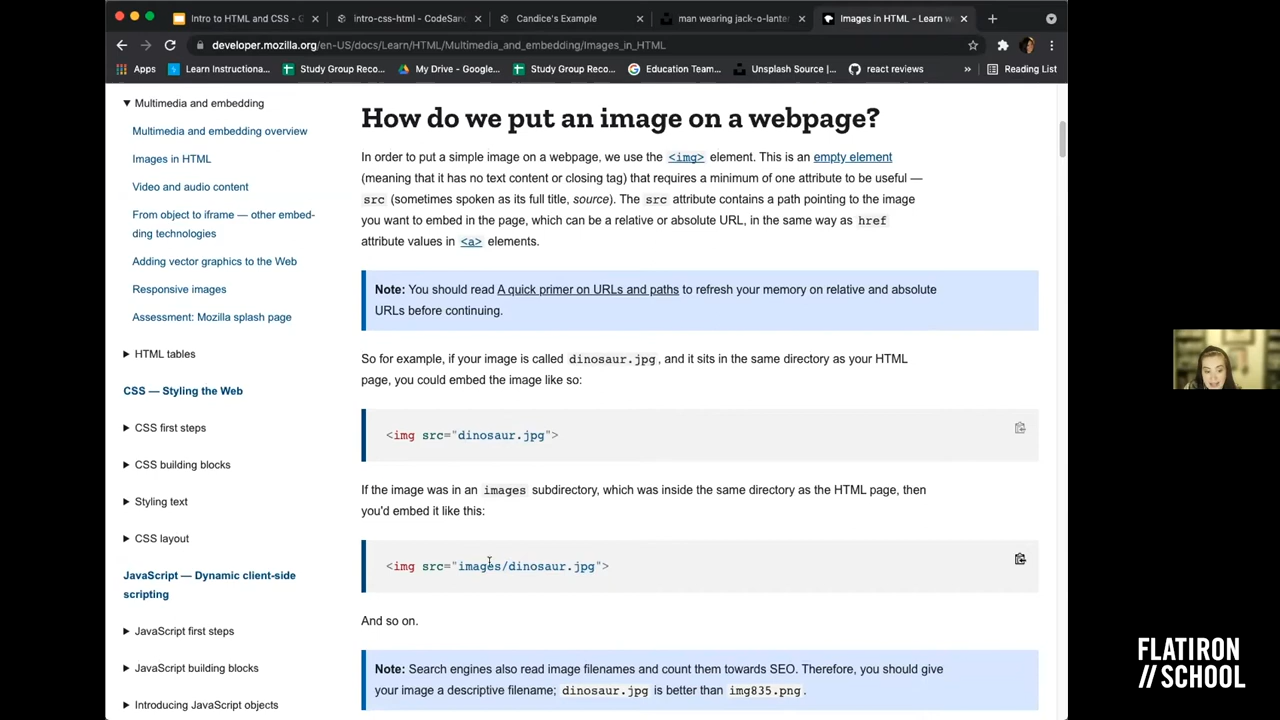 Intro to HTML and CSS - G
intro-css-html - CodeSan
Candice's Example
man wearing jack-o-lante
Images in HTML - Learn w
developer.mozilla.org/en-US/docs/Learn/HTML/Multimedia_and_embedding/Images_in_HTML
Apps
Learn Instructiona...
Study Group Reco...
My Drive - Google...
Study Group Reco...
Education Team...
Unsplash Source |...
react reviews
»
Reading List
Multimedia and embedding
Multimedia and embedding overview
Images in HTML
Video and audio content
From object to iframe — other embed-
ding technologies
Adding vector graphics to the Web
Responsive images
Assessment: Mozilla splash page
HTML tables
CSS — Styling the Web
CSS first steps
CSS building blocks
Styling text
CSS layout
JavaScript — Dynamic client-side
scripting
JavaScript first steps
JavaScript building blocks
Introducing JavaScript objects
How do we put an image on a webpage?
In order to put a simple image on a webpage, we use the <img> element. This is an empty element
(meaning that it has no text content or closing tag) that requires a minimum of one attribute to be useful —
src (sometimes spoken as its full title, source). The src attribute contains a path pointing to the image
you want to embed in the page, which can be a relative or absolute URL, in the same way as href
attribute values in <a> elements.
Note: You should read A quick primer on URLs and paths to refresh your memory on relative and absolute
URLs before continuing.
So for example, if your image is called dinosaur.jpg, and it sits in the same directory as your HTML
page, you could embed the image like so:
<img src="dinosaur.jpg">
If the image was in an images subdirectory, which was inside the same directory as the HTML page, then
you'd embed it like this:
<img src="images/dinosaur.jpg">
And so on.
Note: Search engines also read image filenames and count them towards SEO. Therefore, you should give
your image a descriptive filename; dinosaur.jpg is better than img835.png.
FLATIRON
// SCHOOL